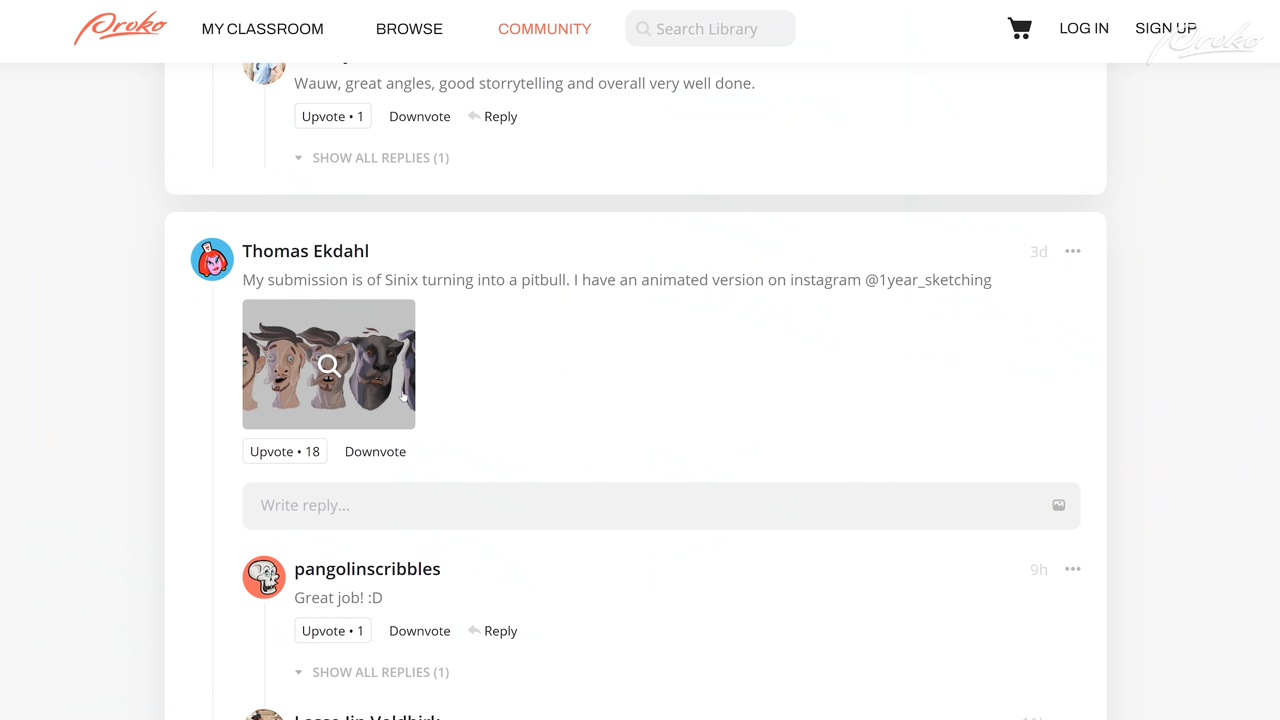 Proko MY CLASSROOM BROWSE COMMUNITY Search Library LOG IN SIGN UP
Proko
Wauw, great angles, good storrytelling and overall very well done.
Upvote • 1 Downvote Reply
SHOW ALL REPLIES (1)
Thomas Ekdahl 3d
My submission is of Sinix turning into a pitbull. I have an animated version on instagram @1year_sketching
Upvote • 18 Downvote
Write reply...
pangolinscribbles 9h
Great job! :D
Upvote • 1 Downvote Reply
SHOW ALL REPLIES (1)